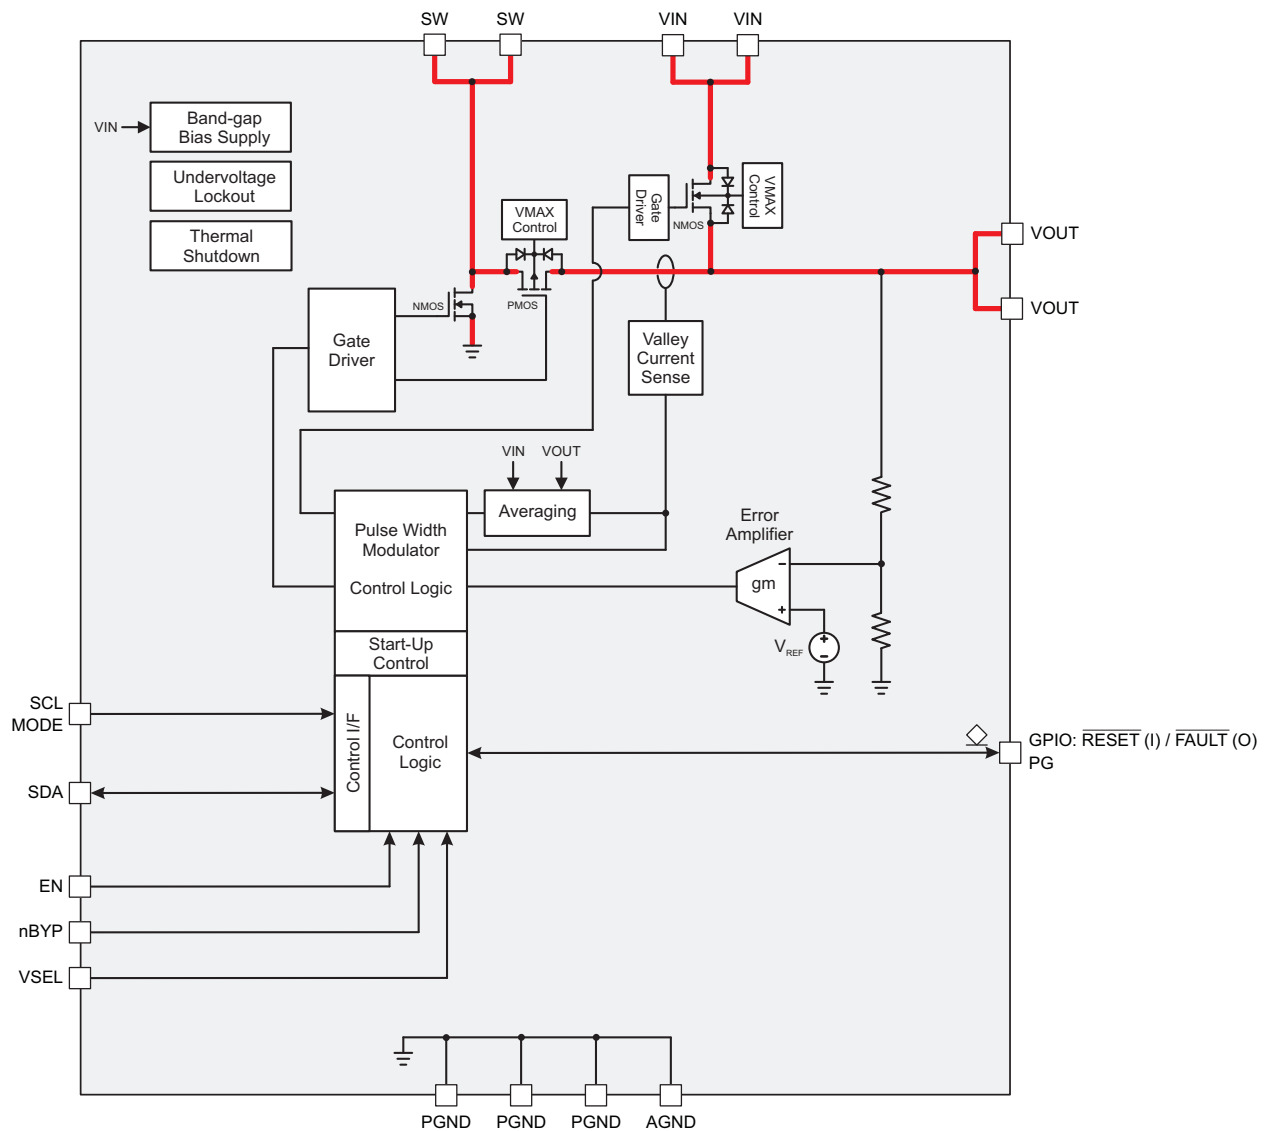 SW SW VIN VIN
Band-gap
Bias Supply
VIN
Undervoltage
Lockout
Thermal
Shutdown
VMAX
Control
Gate
Driver
NMOS
VMAX
Control
VOUT
VOUT
NMOS
PMOS
Gate
Driver
Valley
Current
Sense
VIN VOUT
Averaging
Pulse Width
Modulator
Control Logic
Error
Amplifier
gm
−
+
+
−
VREF
Start-Up
Control
Control I/F
Control
Logic
SCL
MODE
SDA
EN
nBYP
VSEL
GPIO: RESET (I) / FAULT (O)
PG
PGND PGND PGND AGND